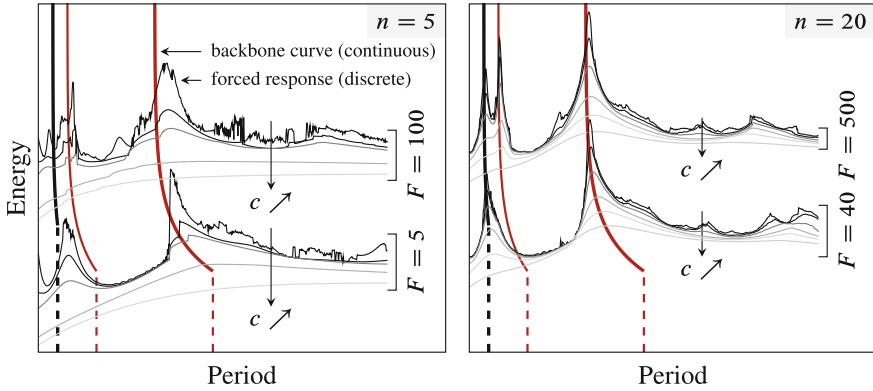 n = 5
backbone curve (continuous)
forced response (discrete)
F = 100
c
F = 5
c
Energy
Period
n = 20
F = 500
c
F = 40
c
Period